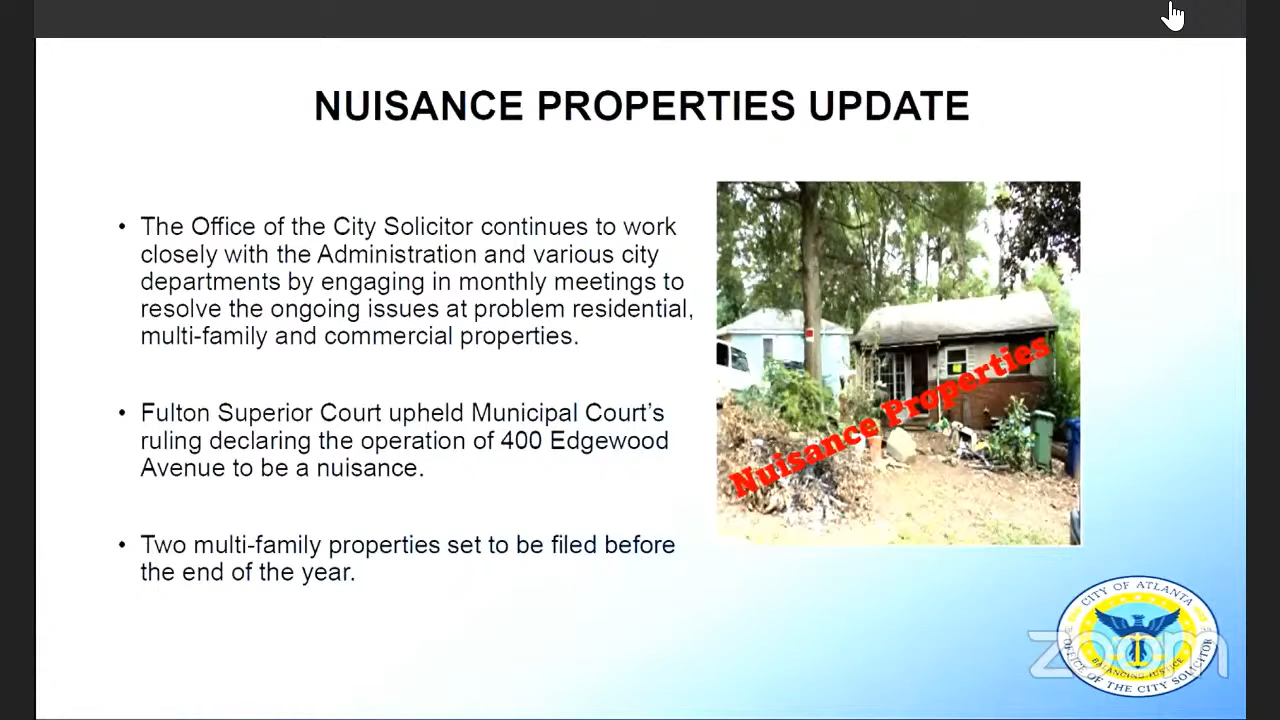 NUISANCE PROPERTIES UPDATE
• The Office of the City Solicitor continues to work
closely with the Administration and various city
departments by engaging in monthly meetings to
resolve the ongoing issues at problem residential,
multi-family and commercial properties.
• Fulton Superior Court upheld Municipal Court’s
ruling declaring the operation of 400 Edgewood
Avenue to be a nuisance.
• Two multi-family properties set to be filed before
the end of the year.
Nuisance Properties
CITY OF ATLANTA
BALANCING JUSTICE
OFFICE OF THE CITY SOLICITOR
zoom